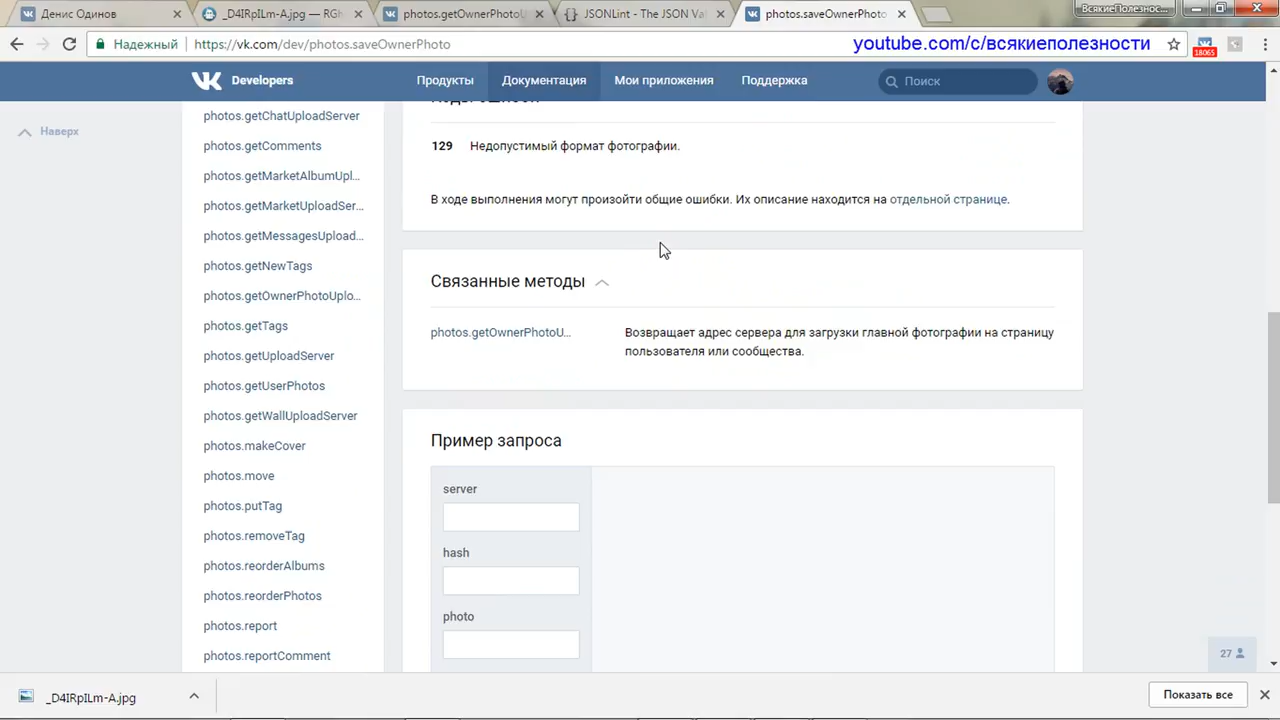 Денис Одинов
_D4IRpILm-A.jpg — RGh
photos.getOwnerPhotoU
JSONLint - The JSON Val
photos.saveOwnerPhoto
ВсякиеПолезнос...
Надежный
https://vk.com/dev/photos.saveOwnerPhoto
youtube.com/c/всякиеполезности
18065
Developers
Продукты
Документация
Мои приложения
Поддержка
Поиск
Наверх
photos.getChatUploadServer
photos.getComments
photos.getMarketAlbumUpl...
photos.getMarketUploadSer...
photos.getMessagesUpload...
photos.getNewTags
photos.getOwnerPhotoUplo...
photos.getTags
photos.getUploadServer
photos.getUserPhotos
photos.getWallUploadServer
photos.makeCover
photos.move
photos.putTag
photos.removeTag
photos.reorderAlbums
photos.reorderPhotos
photos.report
photos.reportComment
129 Недопустимый формат фотографии.
В ходе выполнения могут произойти общие ошибки. Их описание находится на отдельной странице.
Связанные методы
photos.getOwnerPhotoU...
Возвращает адрес сервера для загрузки главной фотографии на страницу
пользователя или сообщества.
Пример запроса
server
hash
photo
27
_D4IRpILm-A.jpg
Показать все